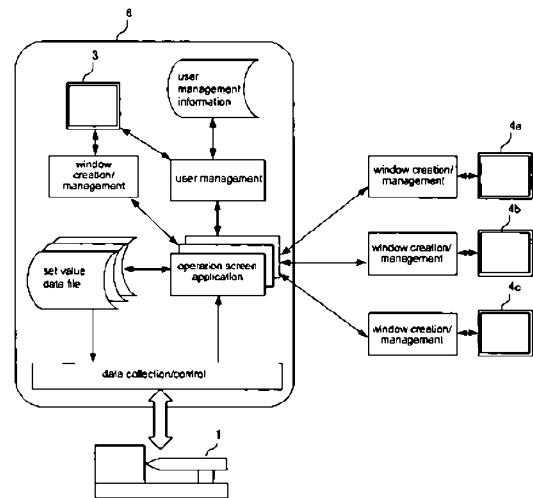 6
3
user
management
information
window creation/
management
user management
4a
window creation/
management
4b
window creation/
management
set value
data file
operation screen
application
4c
window creation/
management
data collection/control
1